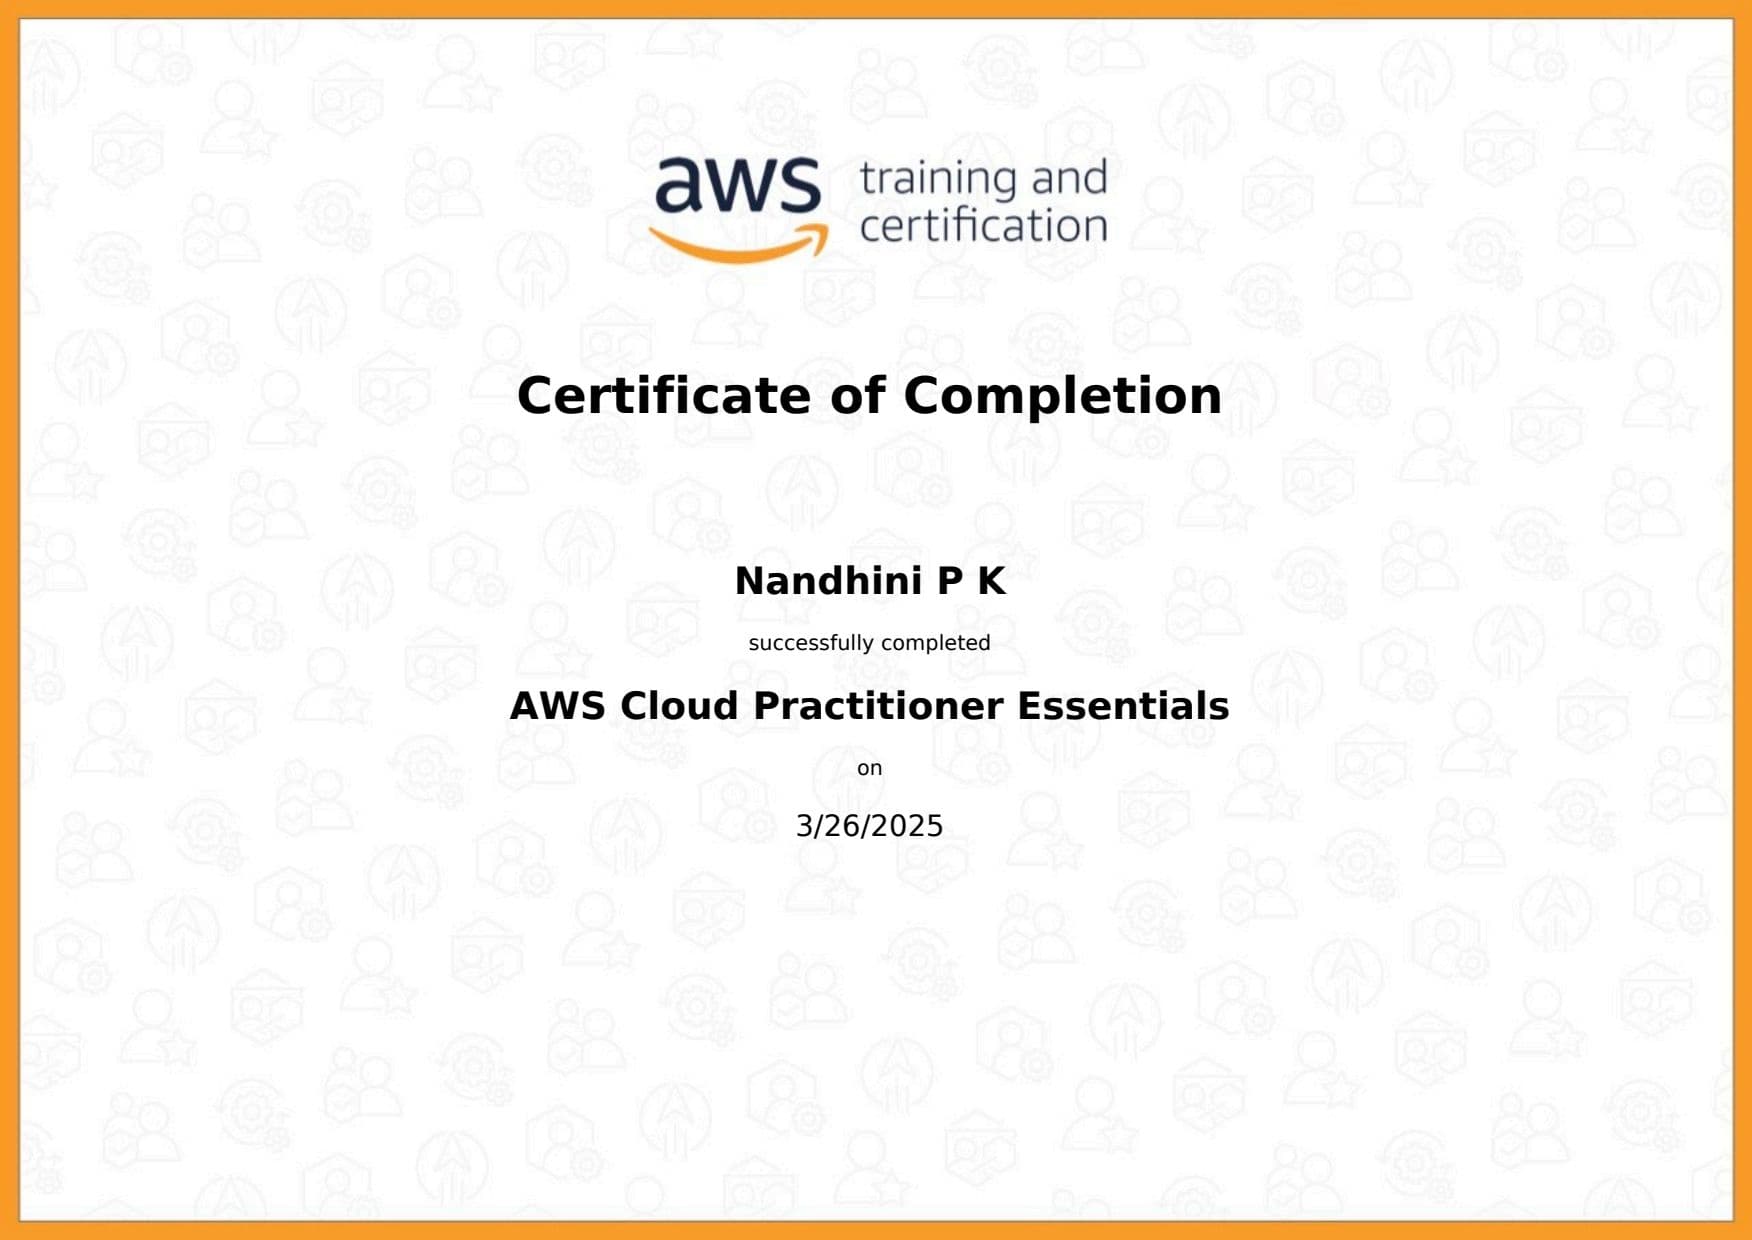 aws training and
certification
Certificate of Completion
Nandhini P K
successfully completed
AWS Cloud Practitioner Essentials
on
3/26/2025